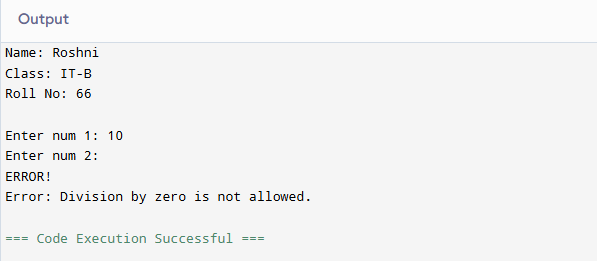 Output
Name: Roshni
Class: IT-B
Roll No: 66
Enter num 1: 10
Enter num 2:
ERROR!
Error: Division by zero is not allowed.
=== Code Execution Successful ===